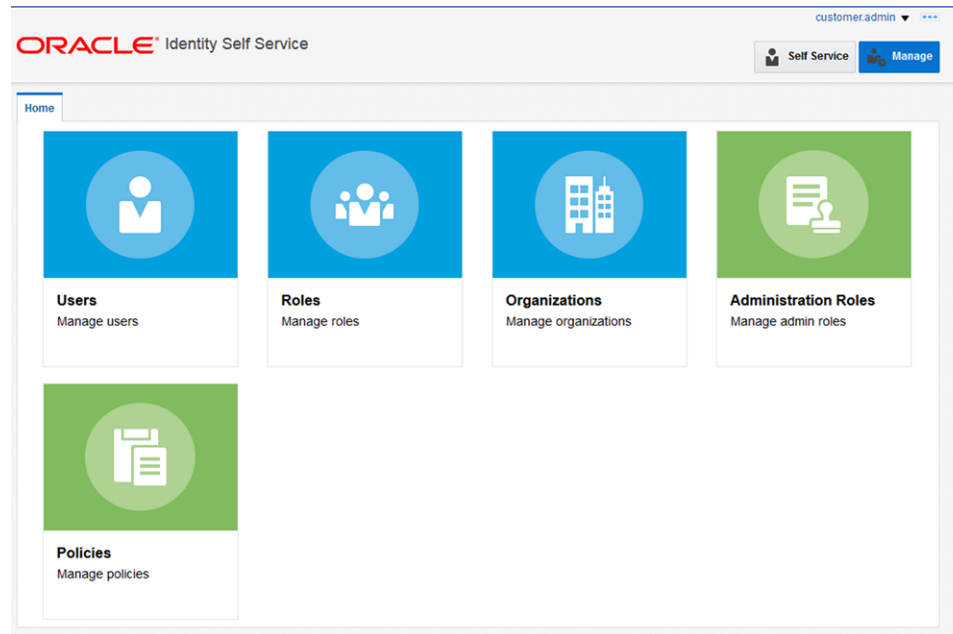 customer.admin
ORACLE Identity Self Service
Self Service
Manage
Home
Users
Manage users
Roles
Manage roles
Organizations
Manage organizations
Administration Roles
Manage admin roles
Policies
Manage policies